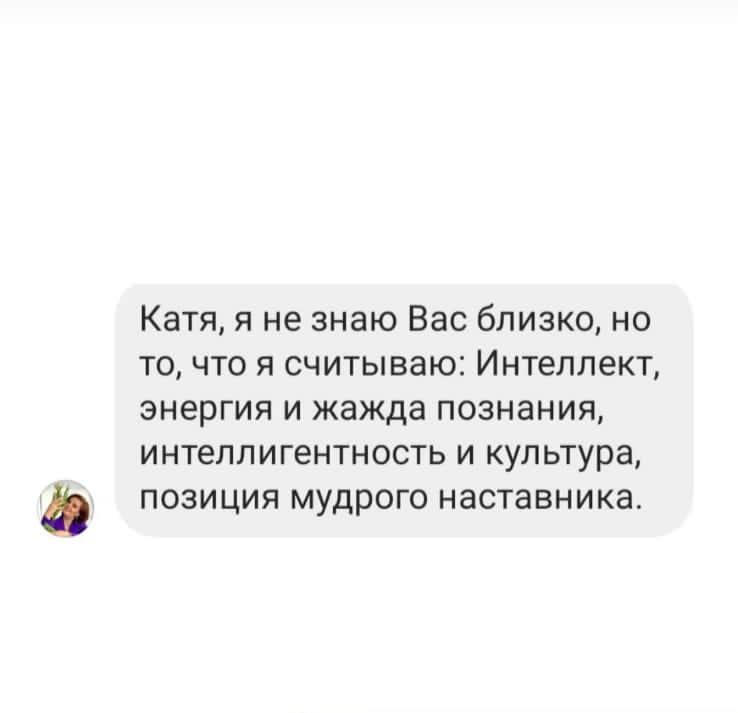 Катя, я не знаю Вас близко, но
то, что я считываю: Интеллект,
энергия и жажда познания,
интеллигентность и культура,
позиция мудрого наставника.